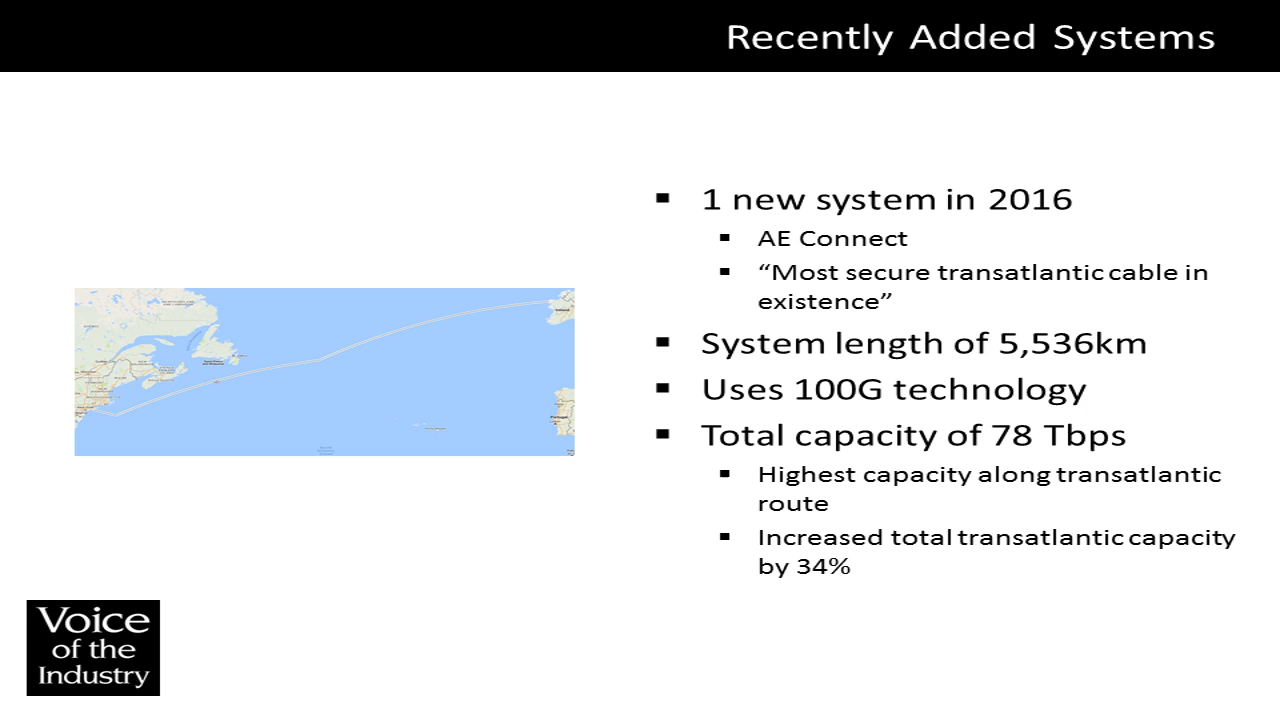 Recently Added Systems
▪ 1 new system in 2016
▪ AE Connect
▪ “Most secure transatlantic cable in
existence”
▪ System length of 5,536km
▪ Uses 100G technology
▪ Total capacity of 78 Tbps
▪ Highest capacity along transatlantic
route
▪ Increased total transatlantic capacity
by 34%
Ireland
Portugal
Voice
of the
Industry